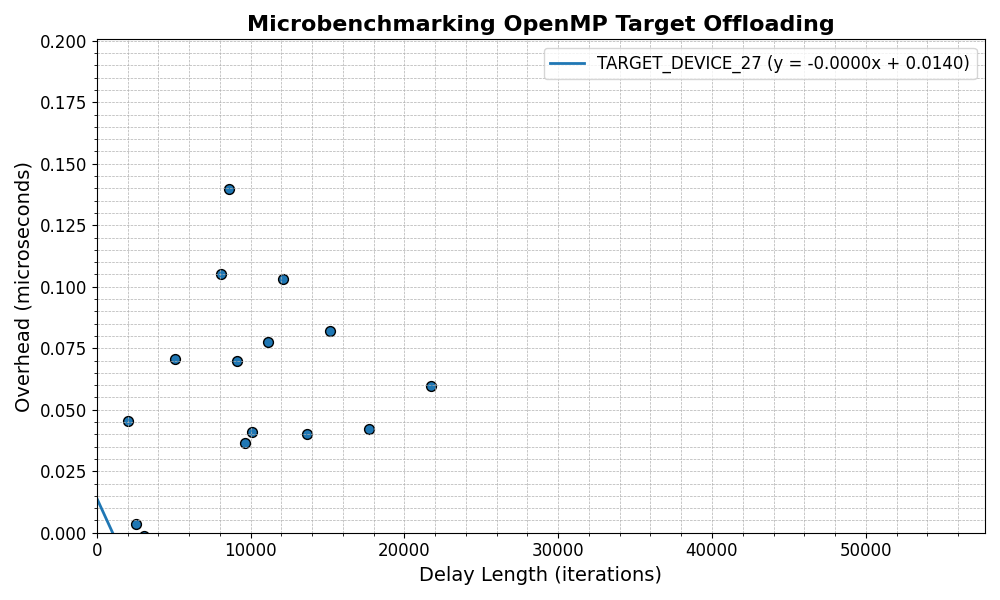 Microbenchmarking OpenMP Target Offloading
TARGET_DEVICE_27 (y = -0.0000x + 0.0140)
Overhead (microseconds)
0.200
0.175
0.150
0.125
0.100
0.075
0.050
0.025
0.000
0 10000 20000 30000 40000 50000
Delay Length (iterations)